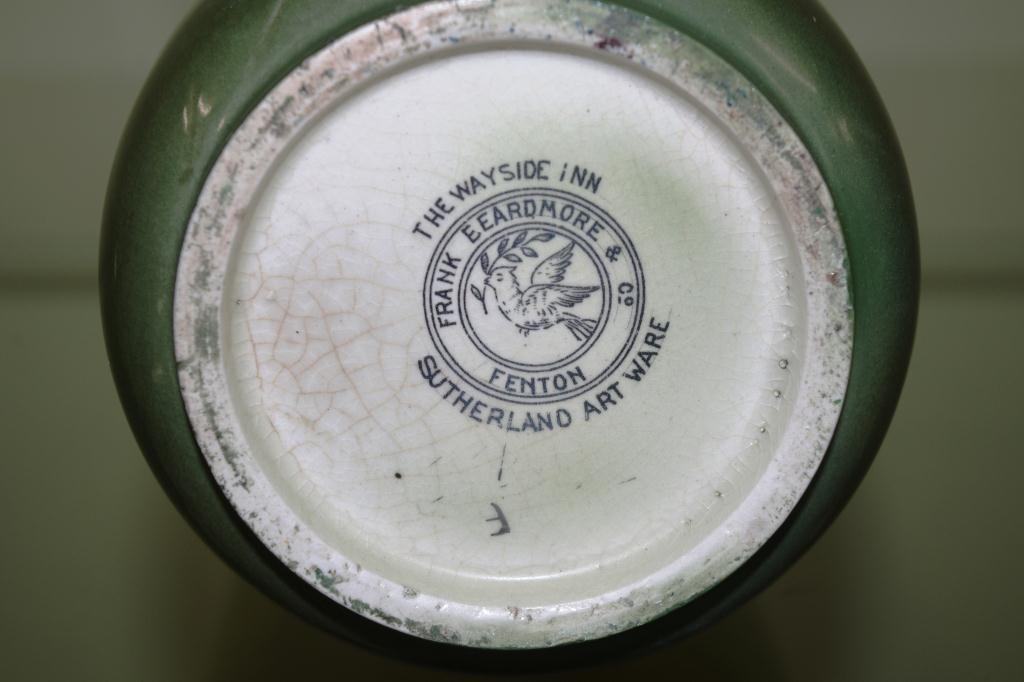 THE WAYSIDE INN
FRANK BEARDMORE & Co
FENTON
SUTHERLAND ART WARE
F